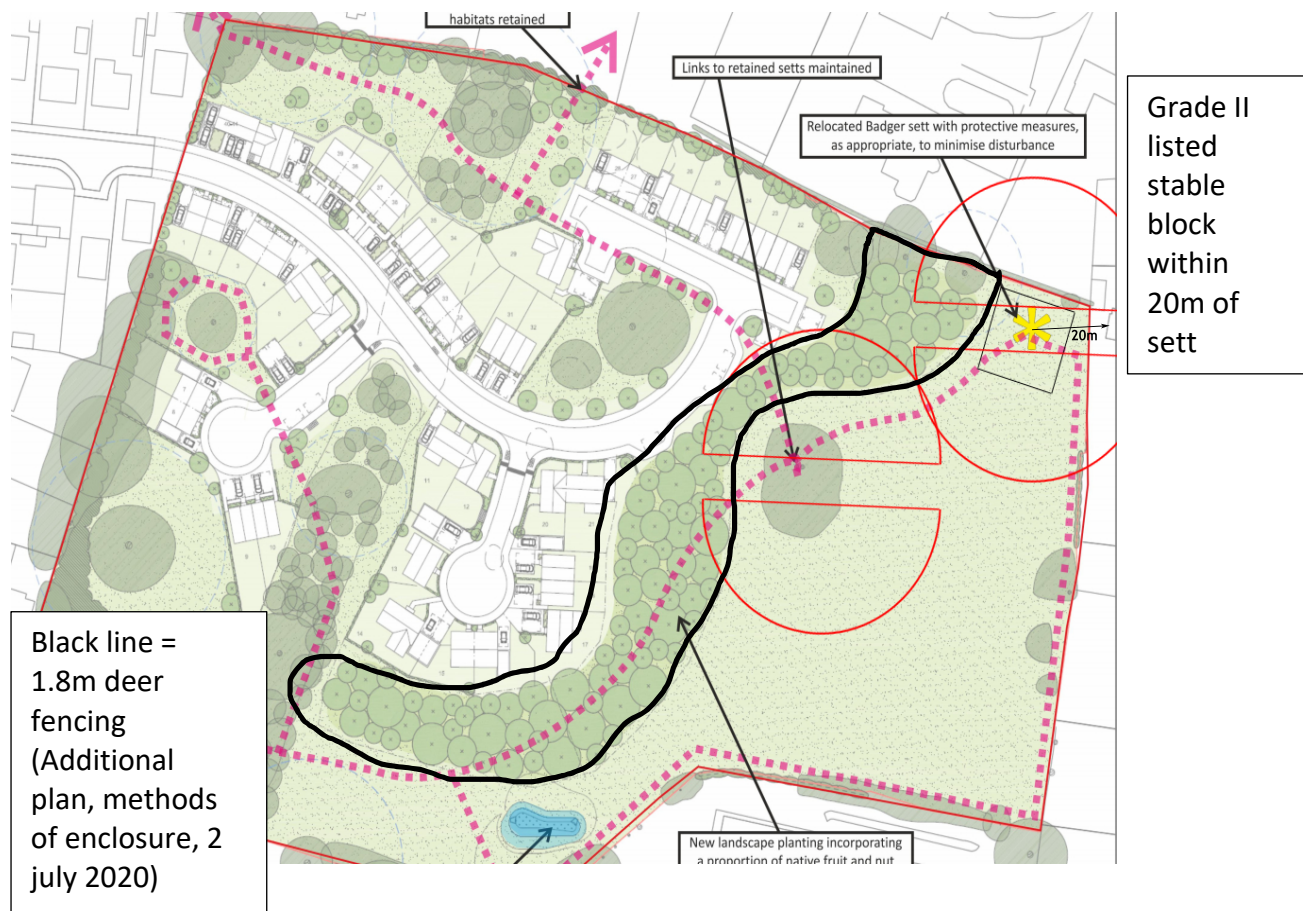 habitats retained
Links to retained setts maintained
Relocated Badger sett with protective measures,
as appropriate, to minimise disturbance
Grade II
listed
stable
block
within
20m of
sett
20m
Black line =
1.8m deer
fencing
(Additional
plan, methods
of enclosure, 2
july 2020)
New landscape planting incorporating
a proportion of native fruit and nut